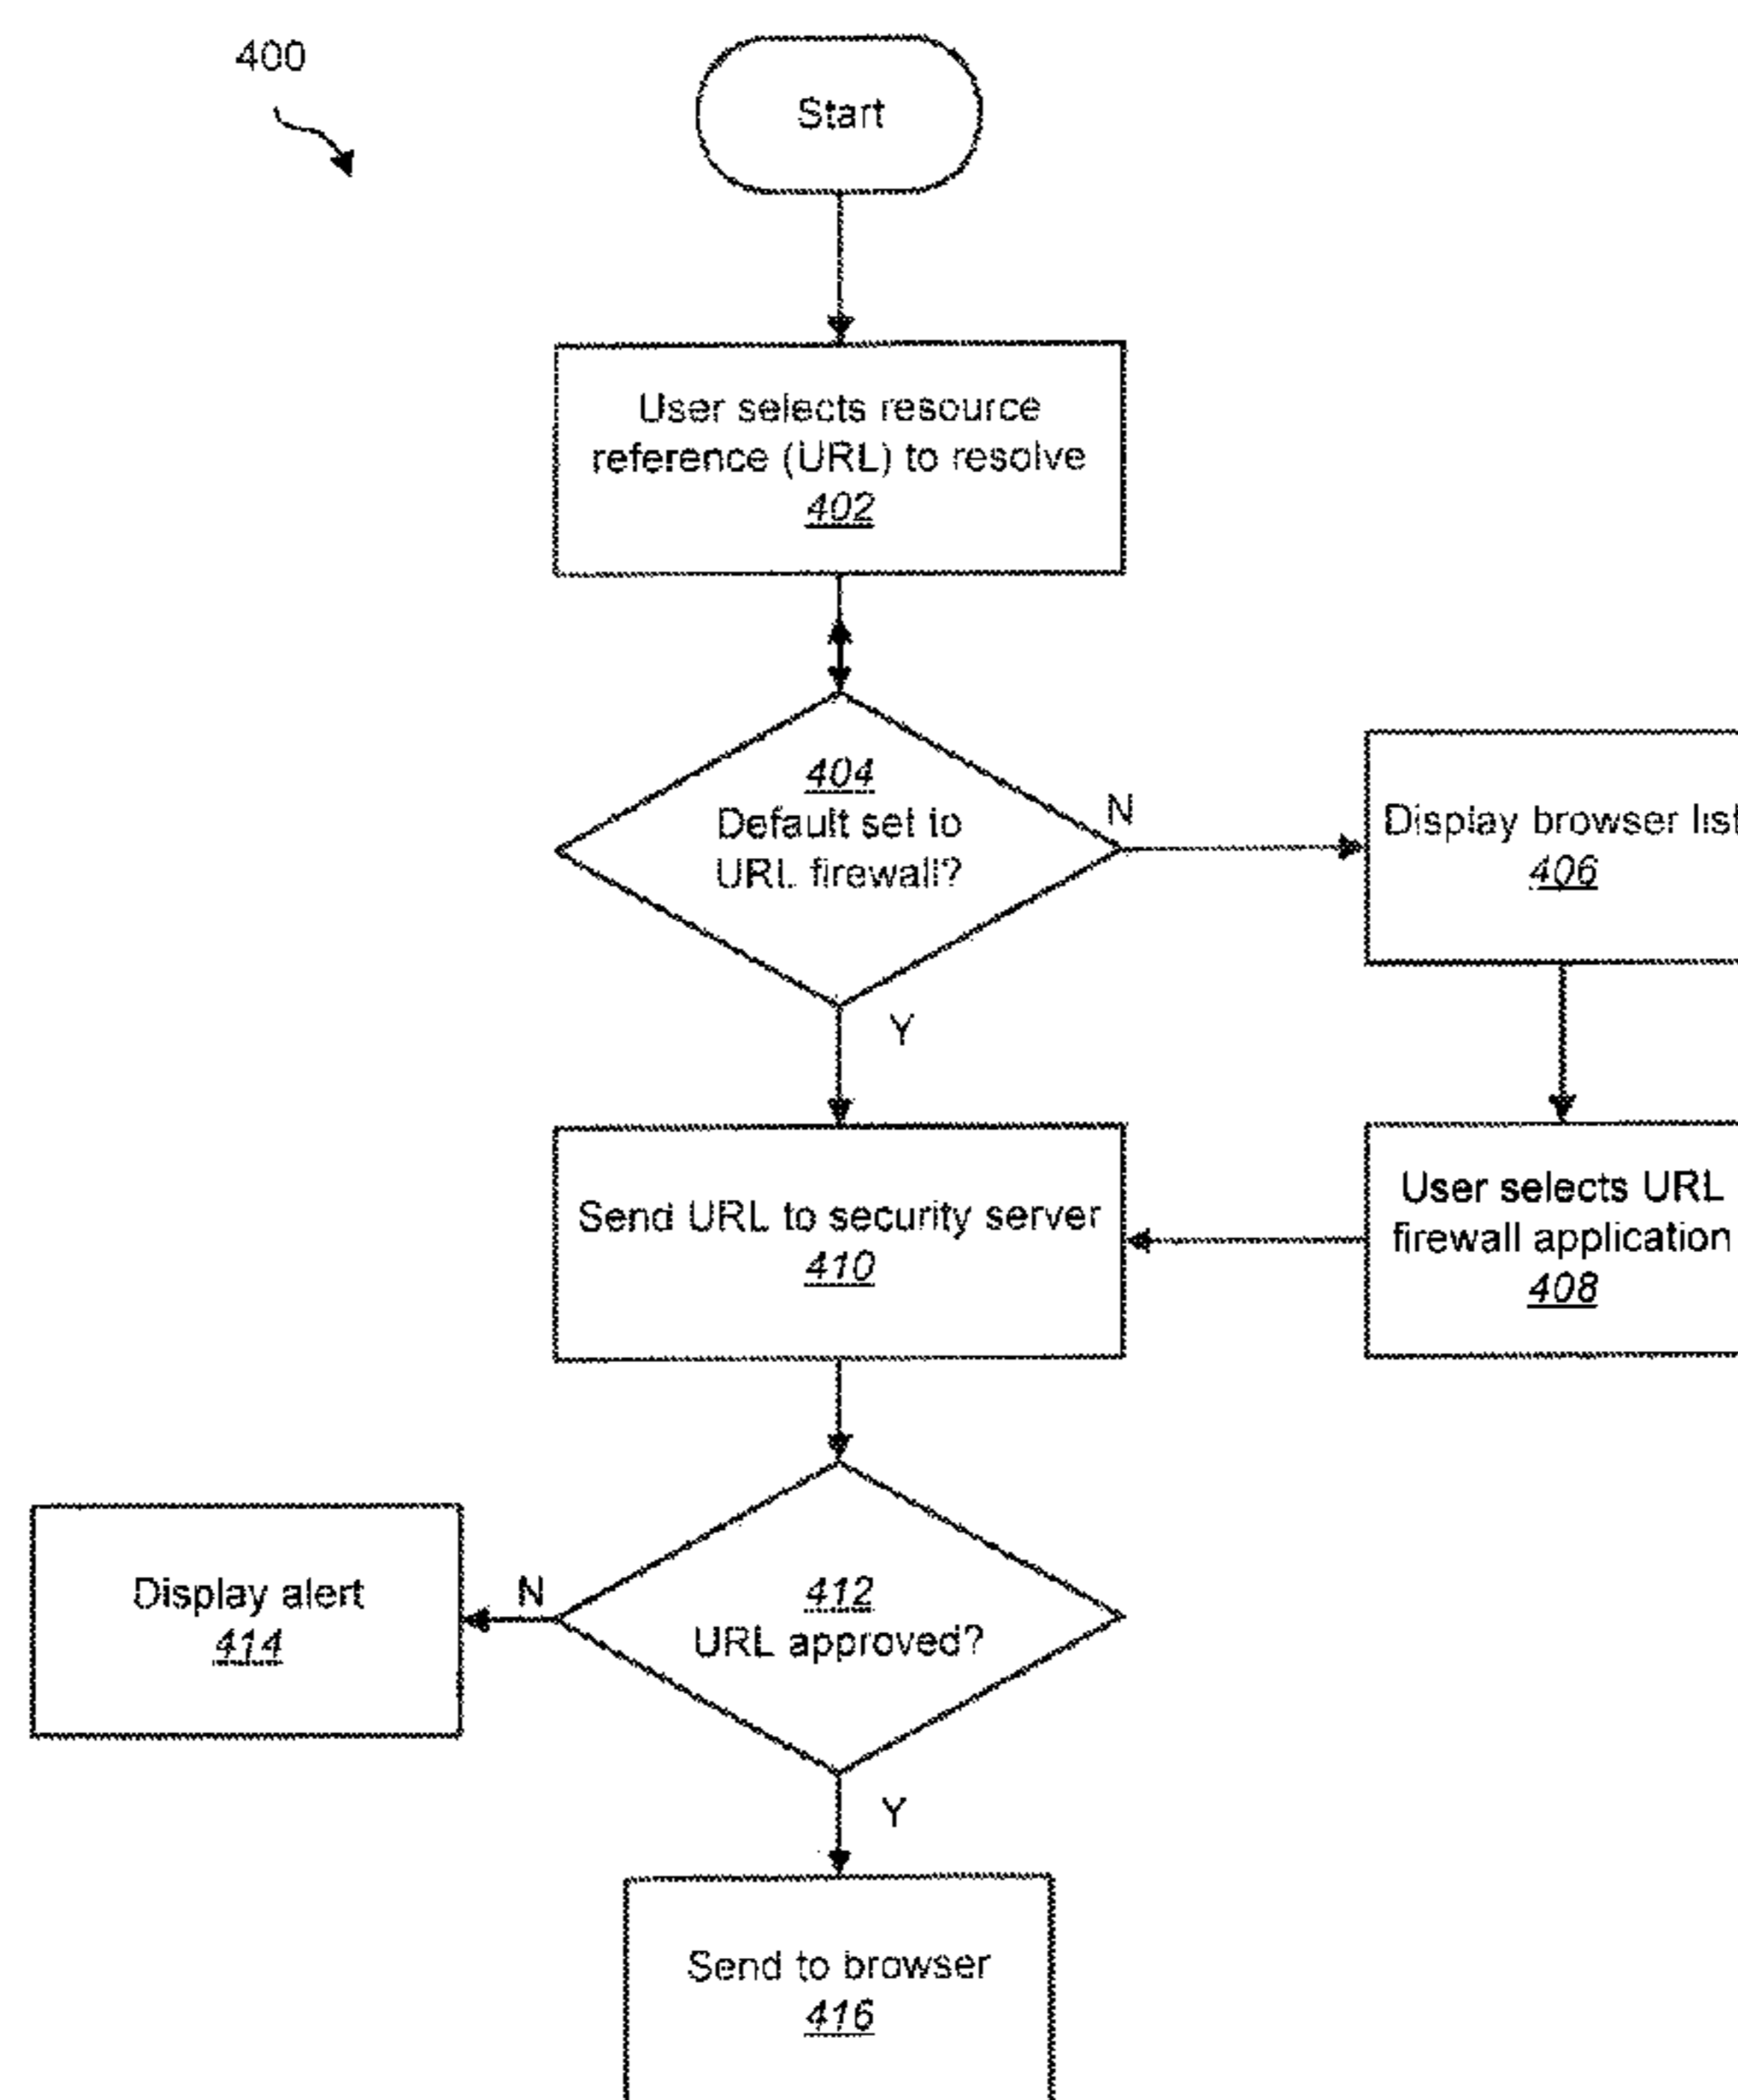 400
Start
User selects resource
reference (URL) to resolve
402
404
Default set to
URL firewall?
N
Display browser list
406
Y
Send URL to security server
410
User selects URL
firewall application
408
Display alert
414
N
412
URL approved?
Y
Send to browser
416